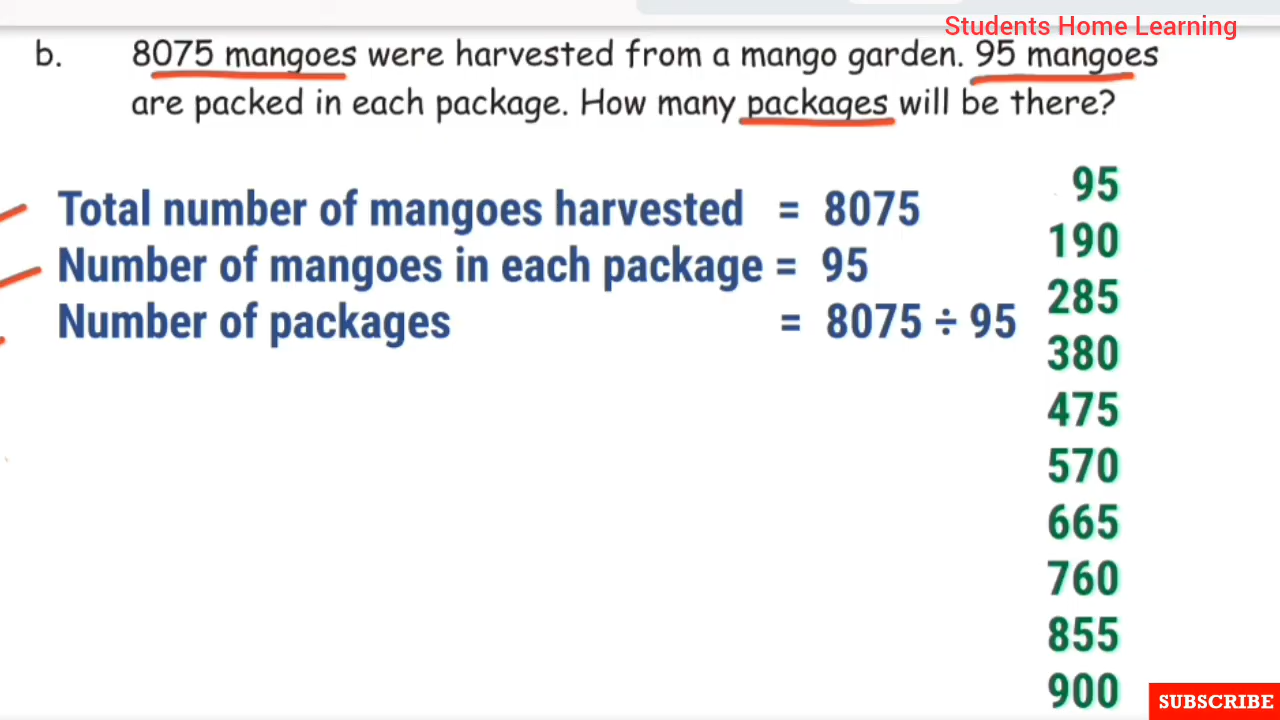 Students Home Learning
b. 8075 mangoes were harvested from a mango garden. 95 mangoes
are packed in each package. How many packages will be there?
Total number of mangoes harvested = 8075
Number of mangoes in each package = 95
Number of packages = 8075 ÷ 95
95
190
285
380
475
570
665
760
855
900
SUBSCRIBE